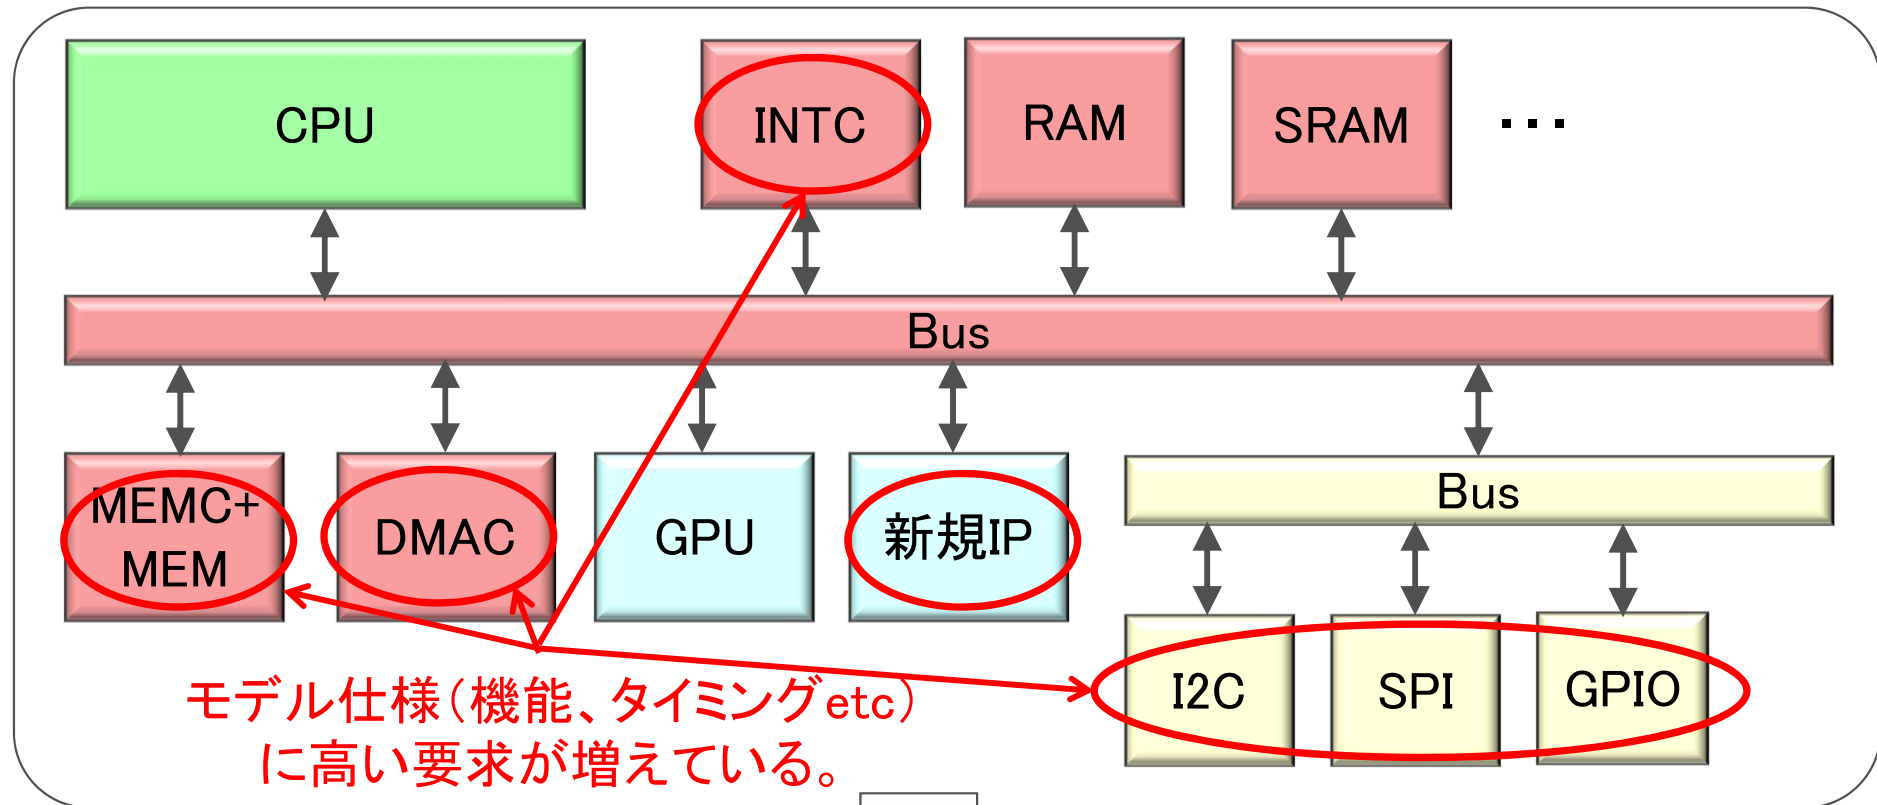 CPU
INTC
RAM
SRAM
...
Bus
MEMC+
MEM
DMAC
GPU
新規IP
Bus
I2C
SPI
GPIO
モデル仕様(機能、タイミングetc)
に高い要求が増えている。